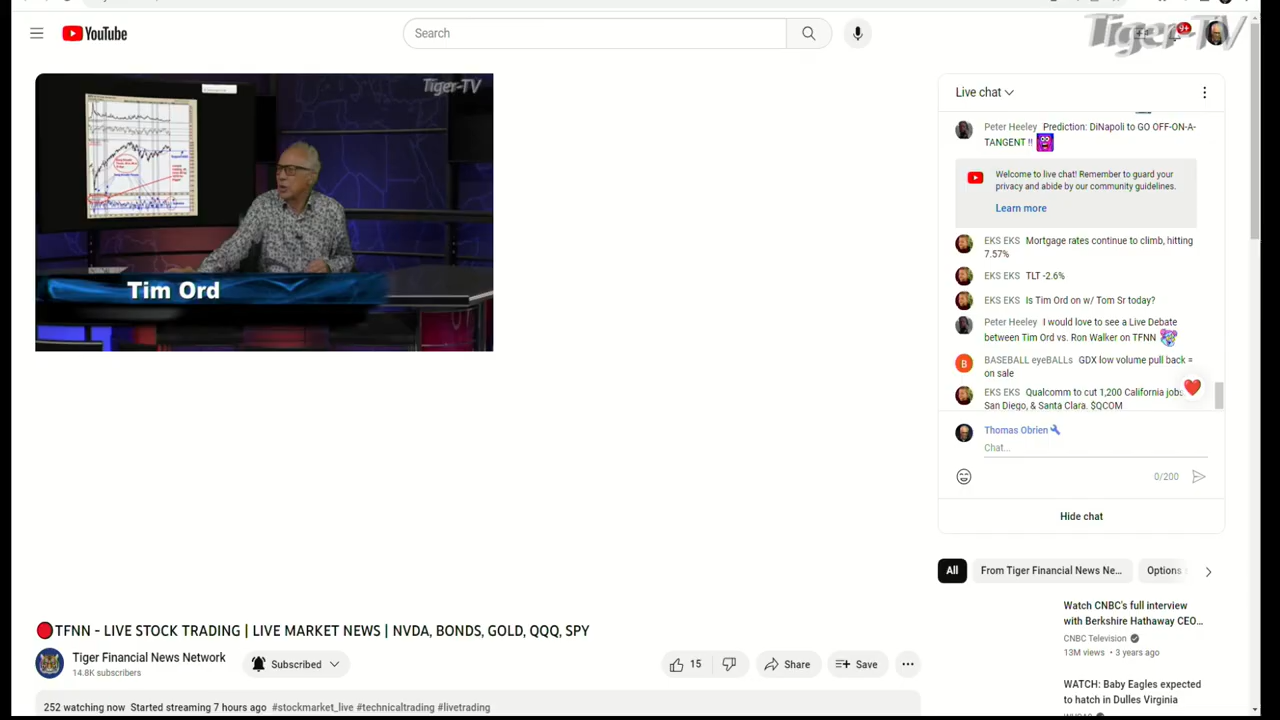 YouTube
Search
9+
Tiger-TV
Tiger-TV
Tim Ord
Live chat
Peter Heeley Prediction: DiNapoli to GO OFF-ON-A-
TANGENT !!
Welcome to live chat! Remember to guard your
privacy and abide by our community guidelines.
Learn more
EKS EKS Mortgage rates continue to climb, hitting
7.57%
EKS EKS TLT -2.6%
EKS EKS Is Tim Ord on w/ Tom Sr today?
Peter Heeley I would love to see a Live Debate
between Tim Ord vs. Ron Walker on TFNN
BASEBALL eyeBALLs GDX low volume pull back =
on sale
EKS EKS Qualcomm to cut 1,200 California jobs
San Diego, & Santa Clara. $QCOM
Thomas Obrien
Chat...
0/200
Hide chat
All
From Tiger Financial News Ne...
Options
Watch CNBC's full interview
with Berkshire Hathaway CEO...
CNBC Television
13M views • 3 years ago
WATCH: Baby Eagles expected
to hatch in Dulles Virginia
TFNN - LIVE STOCK TRADING | LIVE MARKET NEWS | NVDA, BONDS, GOLD, QQQ, SPY
Tiger Financial News Network
14.8K subscribers
Subscribed
15
Share
Save
252 watching now Started streaming 7 hours ago #stockmarket_live #technicaltrading #livetrading